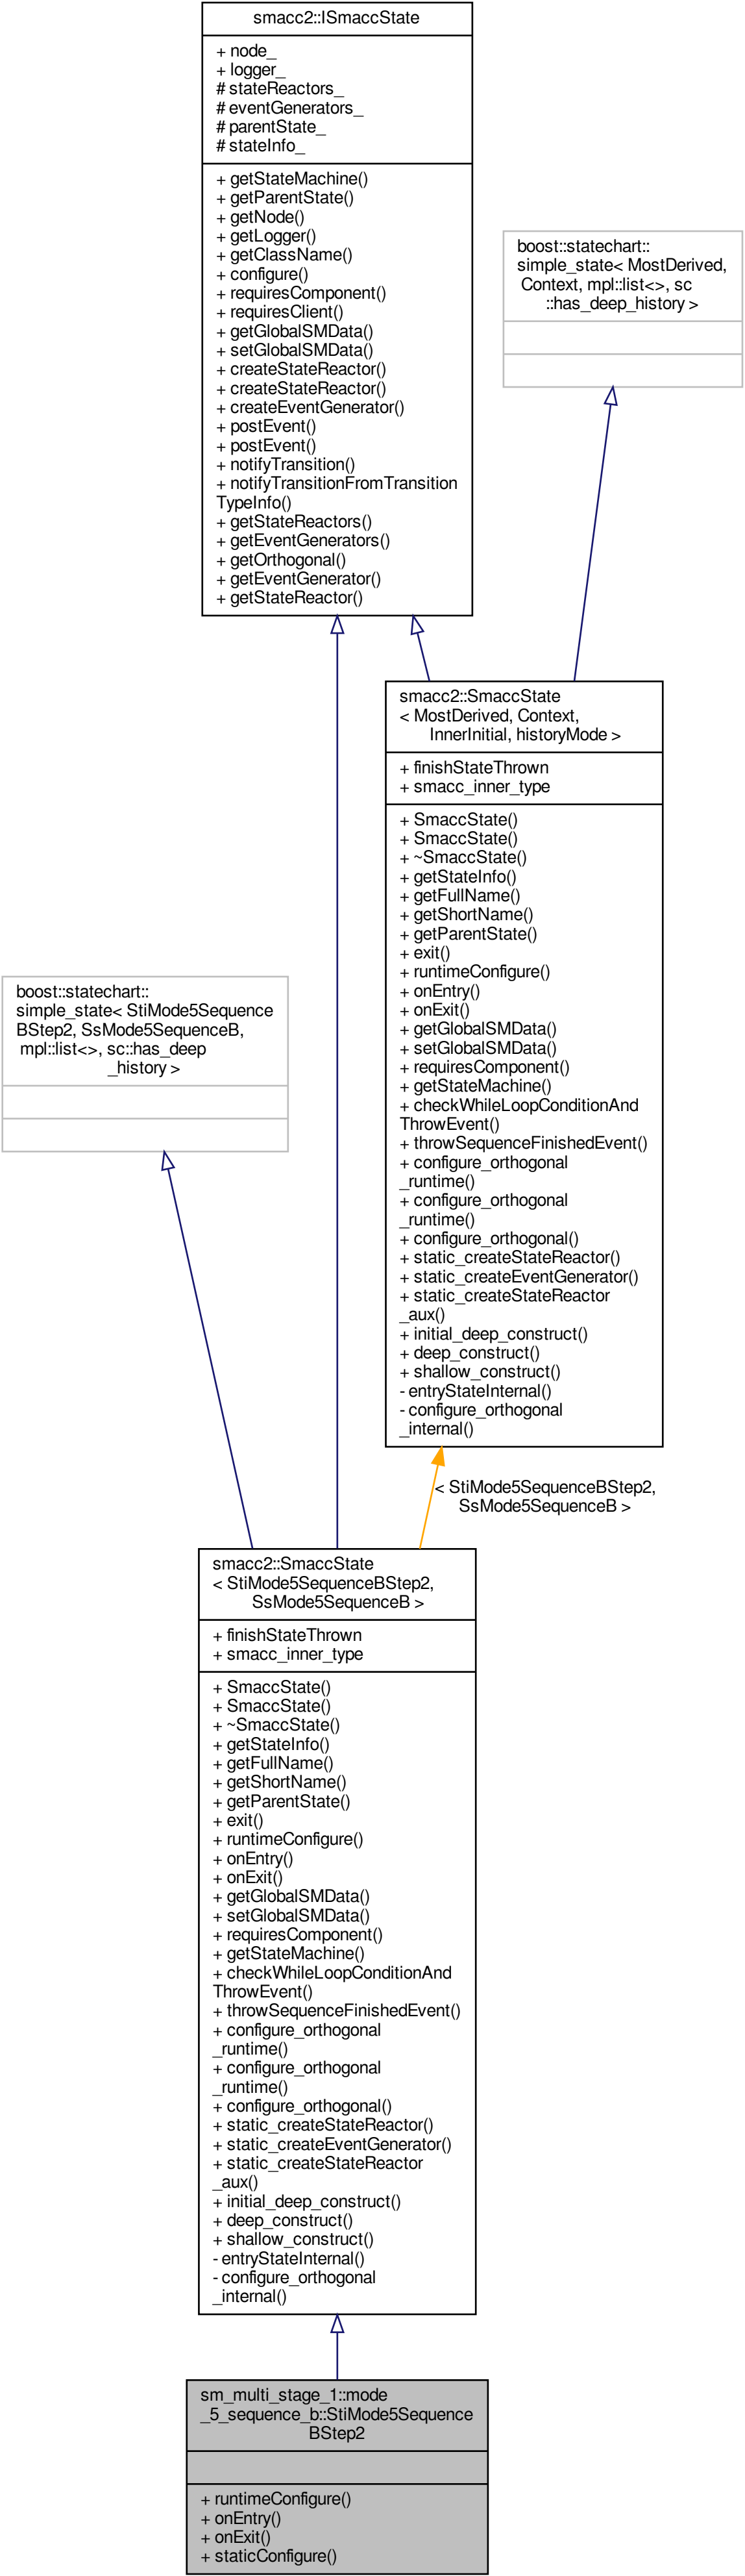 smacc2::ISmaccState
+ node_
+ logger_
# stateReactors_
# eventGenerators_
# parentState_
# stateInfo_
+ getStateMachine()
+ getParentState()
+ getNode()
+ getLogger()
+ getClassName()
+ configure()
+ requiresComponent()
+ requiresClient()
+ getGlobalSMData()
+ setGlobalSMData()
+ createStateReactor()
+ createStateReactor()
+ createEventGenerator()
+ postEvent()
+ postEvent()
+ notifyTransition()
+ notifyTransitionFromTransition
TypeInfo()
+ getStateReactors()
+ getEventGenerators()
+ getOrthogonal()
+ getEventGenerator()
+ getStateReactor()
boost::statechart::
simple_state< MostDerived,
Context, mpl::list<>, sc
::has_deep_history >
smacc2::SmaccState
< MostDerived, Context,
InnerInitial, historyMode >
+ finishStateThrown
+ smacc_inner_type
+ SmaccState()
+ SmaccState()
+ ~SmaccState()
+ getStateInfo()
+ getFullName()
+ getShortName()
+ getParentState()
+ exit()
+ runtimeConfigure()
+ onEntry()
+ onExit()
+ getGlobalSMData()
+ setGlobalSMData()
+ requiresComponent()
+ getStateMachine()
+ checkWhileLoopConditionAnd
ThrowEvent()
+ throwSequenceFinishedEvent()
+ configure_orthogonal
_runtime()
+ configure_orthogonal
_runtime()
+ configure_orthogonal()
+ static_createStateReactor()
+ static_createEventGenerator()
+ static_createStateReactor
_aux()
+ initial_deep_construct()
+ deep_construct()
+ shallow_construct()
- entryStateInternal()
- configure_orthogonal
_internal()
boost::statechart::
simple_state< StiMode5Sequence
BStep2, SsMode5SequenceB,
mpl::list<>, sc::has_deep
_history >
< StiMode5SequenceBStep2,
SsMode5SequenceB >
smacc2::SmaccState
< StiMode5SequenceBStep2,
SsMode5SequenceB >
+ finishStateThrown
+ smacc_inner_type
+ SmaccState()
+ SmaccState()
+ ~SmaccState()
+ getStateInfo()
+ getFullName()
+ getShortName()
+ getParentState()
+ exit()
+ runtimeConfigure()
+ onEntry()
+ onExit()
+ getGlobalSMData()
+ setGlobalSMData()
+ requiresComponent()
+ getStateMachine()
+ checkWhileLoopConditionAnd
ThrowEvent()
+ throwSequenceFinishedEvent()
+ configure_orthogonal
_runtime()
+ configure_orthogonal
_runtime()
+ configure_orthogonal()
+ static_createStateReactor()
+ static_createEventGenerator()
+ static_createStateReactor
_aux()
+ initial_deep_construct()
+ deep_construct()
+ shallow_construct()
- entryStateInternal()
- configure_orthogonal
_internal()
sm_multi_stage_1::mode
_5_sequence_b::StiMode5Sequence
BStep2
+ runtimeConfigure()
+ onEntry()
+ onExit()
+ staticConfigure()